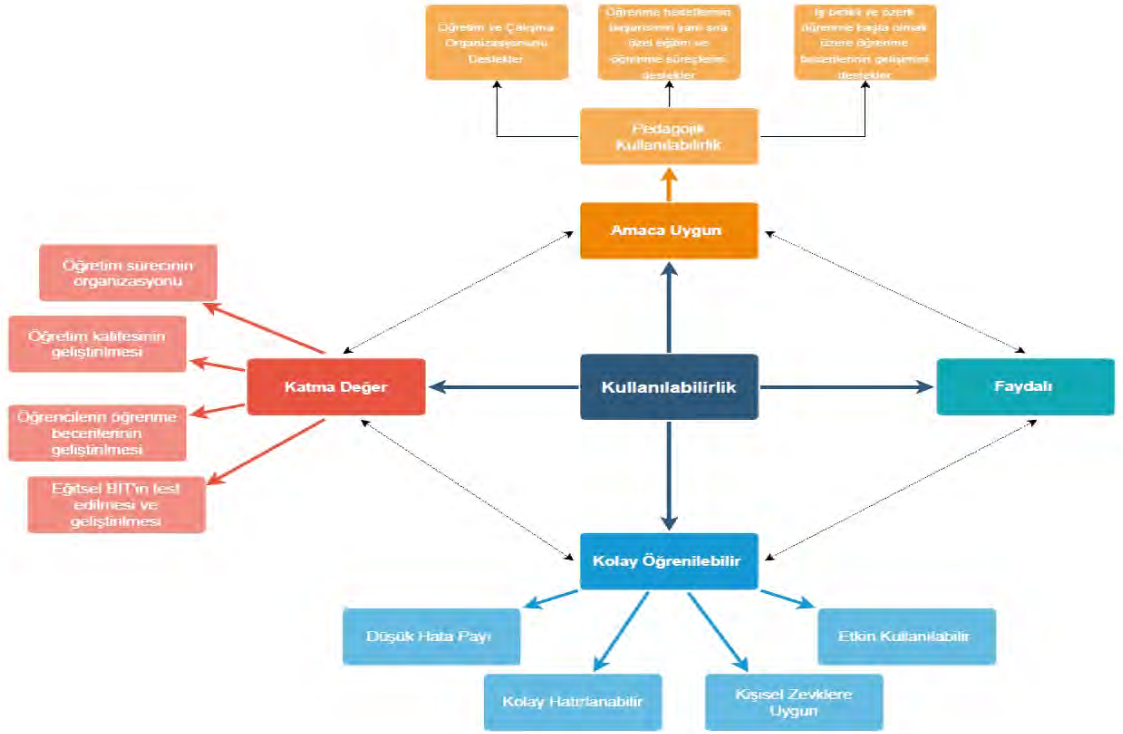 Öğretim ve Çalışma
Organizasyonunu
Destekler
Öğrenme hedeflerinin
başarısının yanı sıra
özel eğitim ve
öğrenme süreçlerini
destekler
İş birlikli ve özerk
öğrenme başta olmak
üzere öğrenme
becerilerinin gelişimini
destekler
Pedagojik
Kullanılabilirlik
Amaca Uygun
Öğretim sürecinin
organizasyonu
Öğretim kalitesinin
geliştirilmesi
Katma Değer
Kullanılabilirlik
Faydalı
Öğrencilerin öğrenme
becerilerinin
geliştirilmesi
Eğitsel BİT'in test
edilmesi ve
geliştirilmesi
Kolay Öğrenilebilir
Düşük Hata Payı
Etkin Kullanılabilir
Kolay Hatırlanabilir
Kişisel Zevklere
Uygun